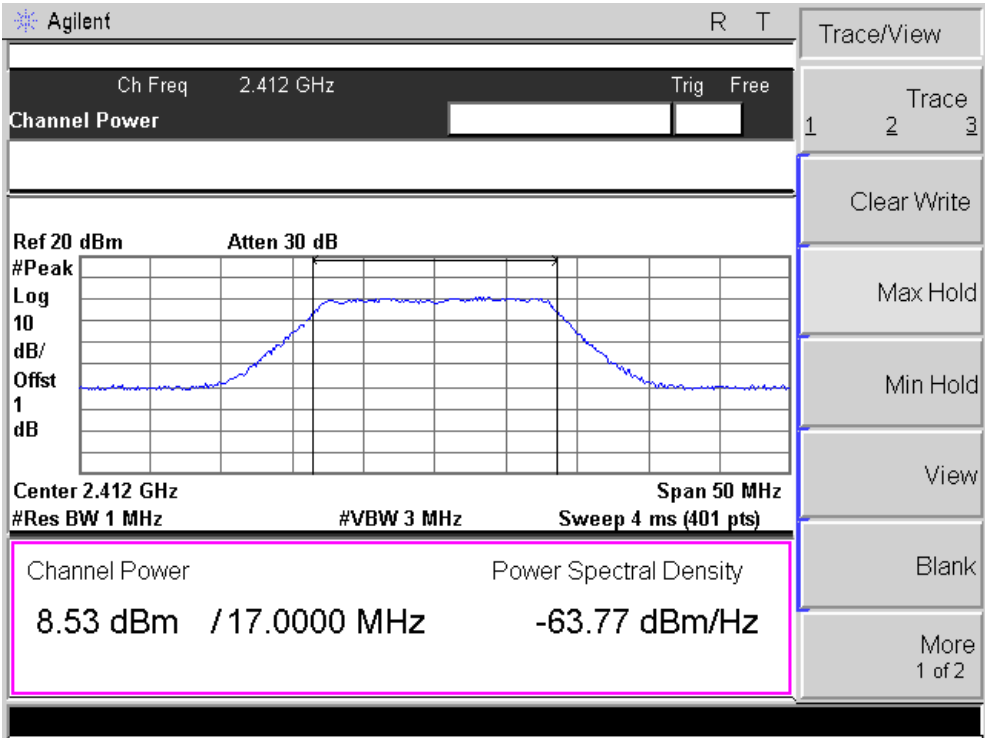 Agilent R T
Ch Freq 2.412 GHz Trig Free
Channel Power
Ref 20 dBm Atten 30 dB
#Peak
Log
10
dB/
Offst
1
dB
Center 2.412 GHz Span 50 MHz
#Res BW 1 MHz #VBW 3 MHz Sweep 4 ms (401 pts)
Channel Power Power Spectral Density
8.53 dBm / 17.0000 MHz -63.77 dBm/Hz
Trace/View
Trace
1 2 3
Clear Write
Max Hold
Min Hold
View
Blank
More
1 of 2